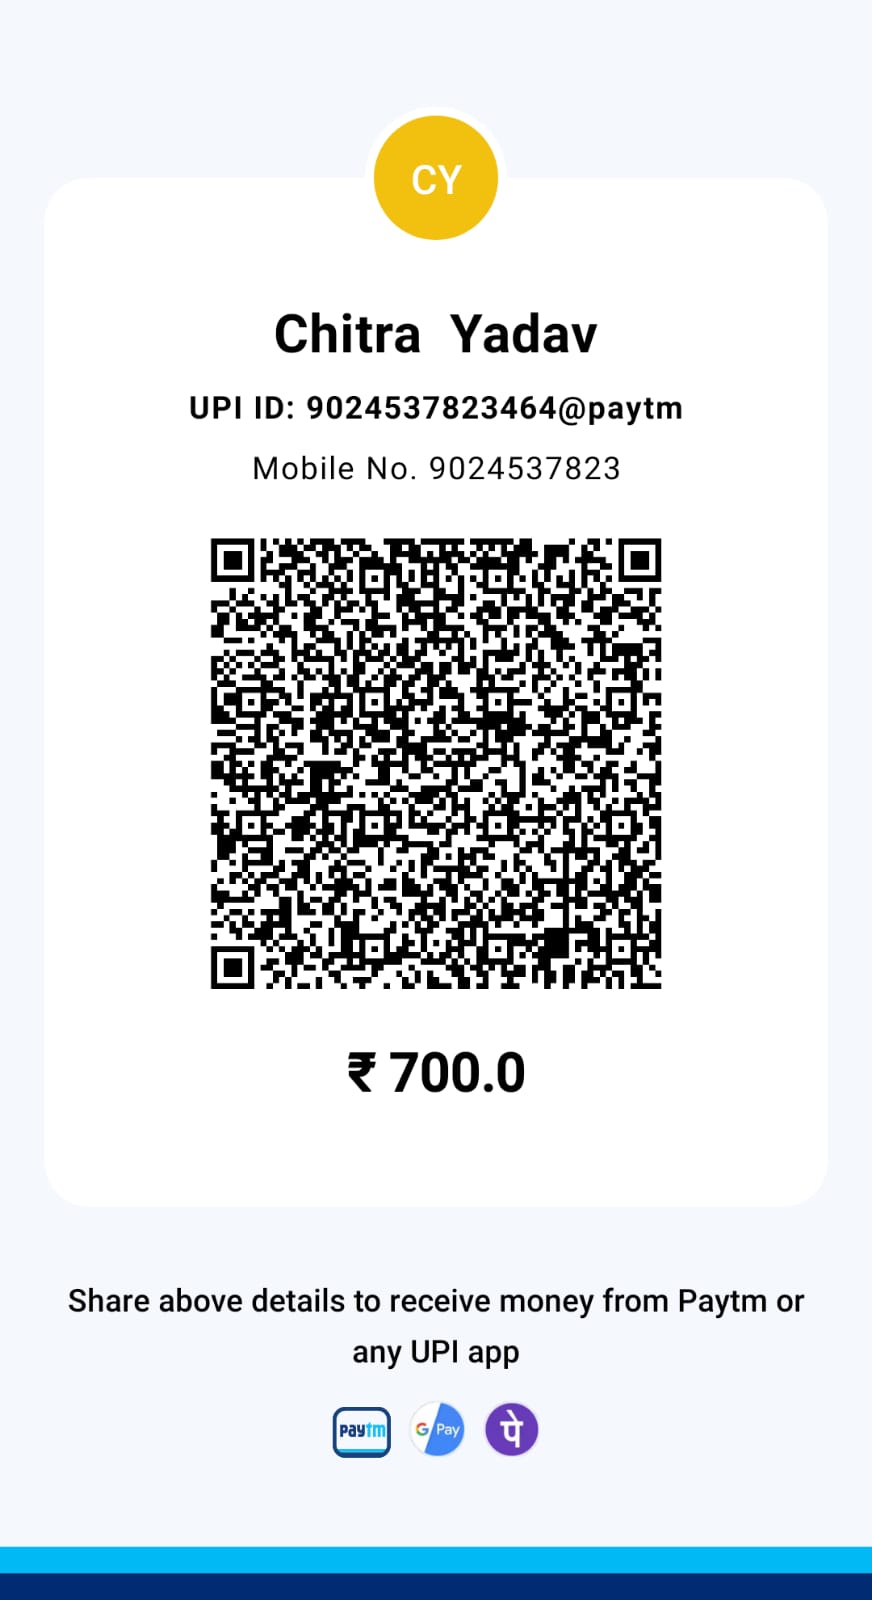 CY
Chitra Yadav
UPI ID: 9024537823464@paytm
Mobile No. 9024537823
₹ 700.0
Share above details to receive money from Paytm or
any UPI app
paytm G Pay पे